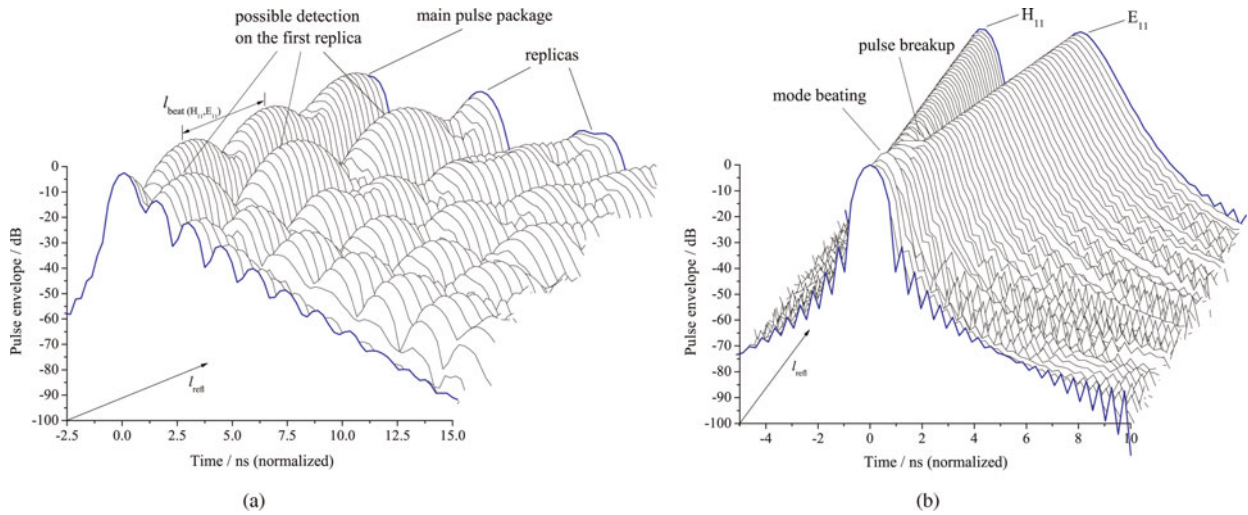 possible detection
on the first replica
main pulse package
replicas
l beat (H11,E11)
0
-10
-20
-30
-40
-50
-60
-70
-80
-90
-100
Pulse envelope / dB
l refl
-2.5 0.0 2.5 5.0 7.5 10.0 12.5 15.0
Time / ns (normalized)
(a)
H11
E11
pulse breakup
mode beating
0
-10
-20
-30
-40
-50
-60
-70
-80
-90
-100
Pulse envelope / dB
l refl
-4 -2 0 2 4 6 8 10
Time / ns (normalized)
(b)